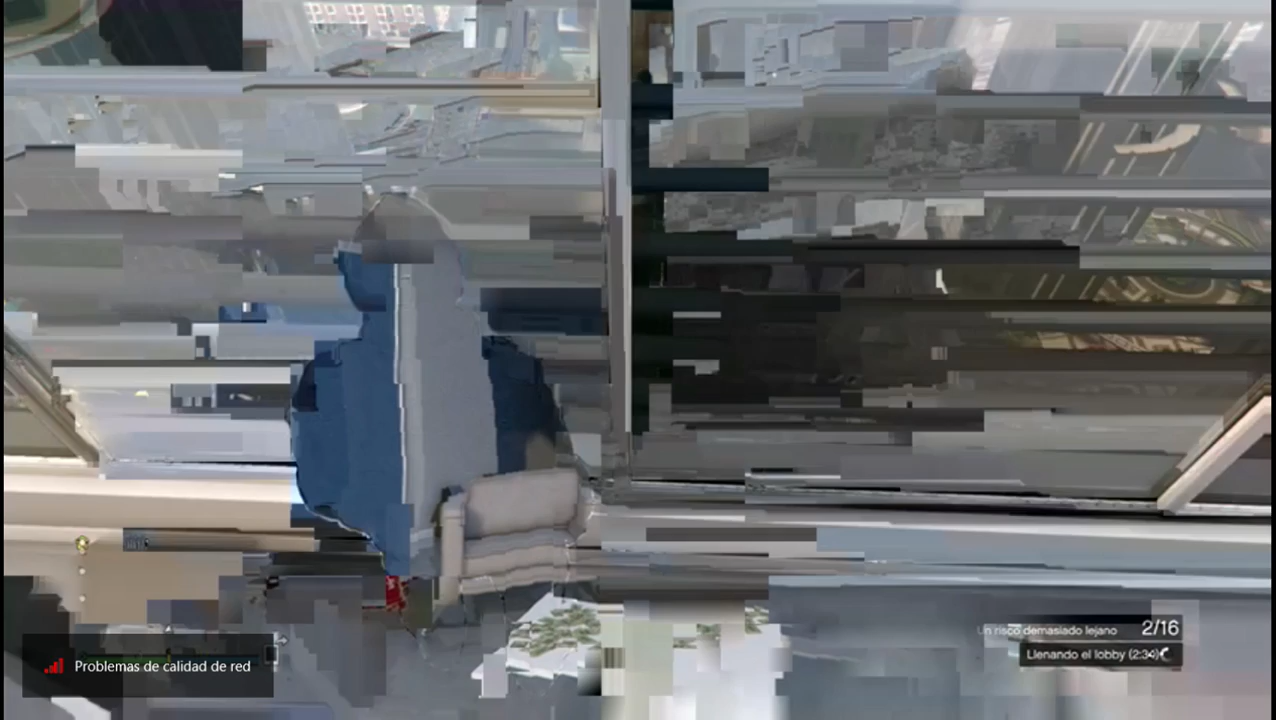 Un risco demasiado lejano 2/16
Llenando el lobby (2:34)
Problemas de calidad de red